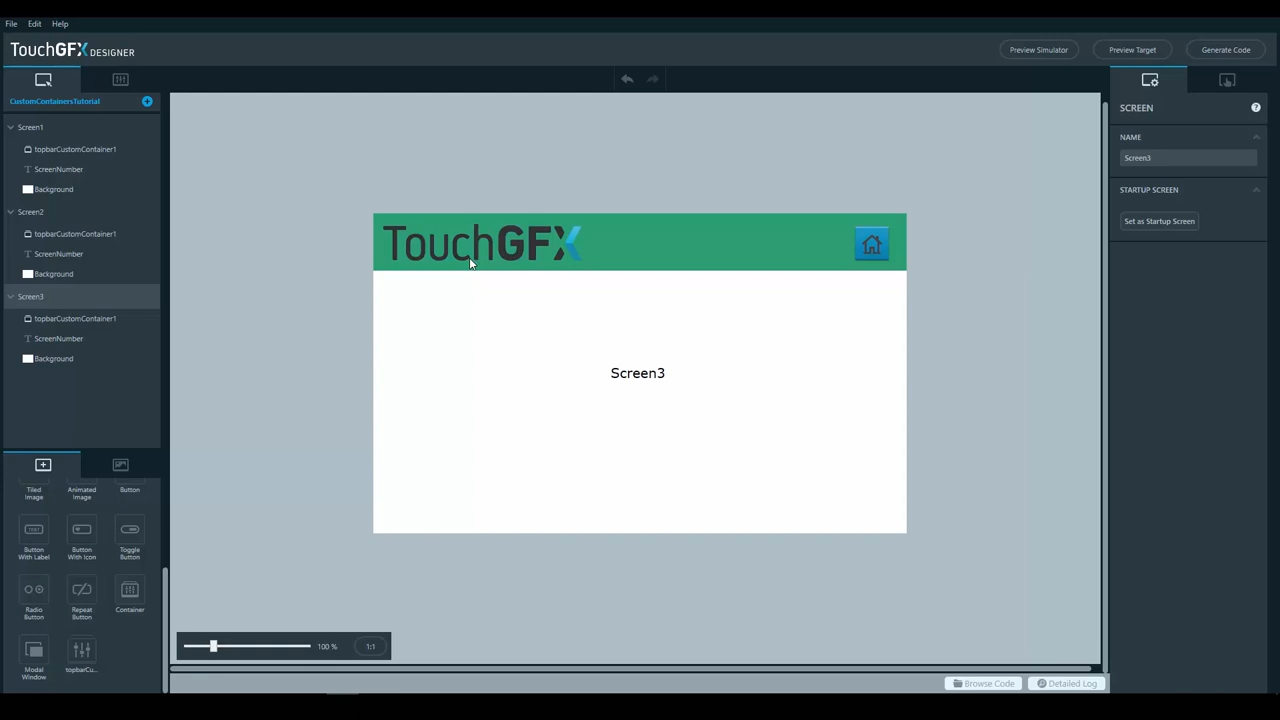 File Edit Help
TouchGFX DESIGNER
Preview Simulator Preview Target Generate Code
CustomContainersTutorial
Screen1
topbarCustomContainer1
ScreenNumber
Background
Screen2
topbarCustomContainer1
ScreenNumber
Background
Screen3
topbarCustomContainer1
ScreenNumber
Background
Tiled Image
Animated Image
Button
Button With Label
Button With Icon
Toggle Button
Radio Button
Repeat Button
Container
Modal Window
topbarCu...
TouchGFX
Screen3
100 %
1:1
SCREEN
?
NAME
Screen3
STARTUP SCREEN
Set as Startup Screen
Browse Code Detailed Log